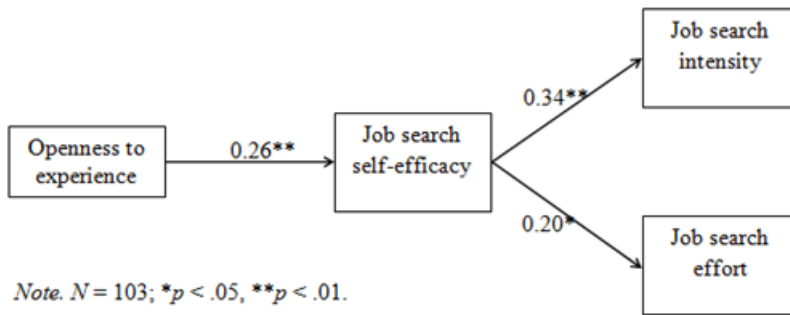 Job search
intensity
0.34**
Openness to
experience
0.26**
Job search
self-efficacy
0.20*
Job search
effort
Note. N = 103; *p < .05, **p < .01.